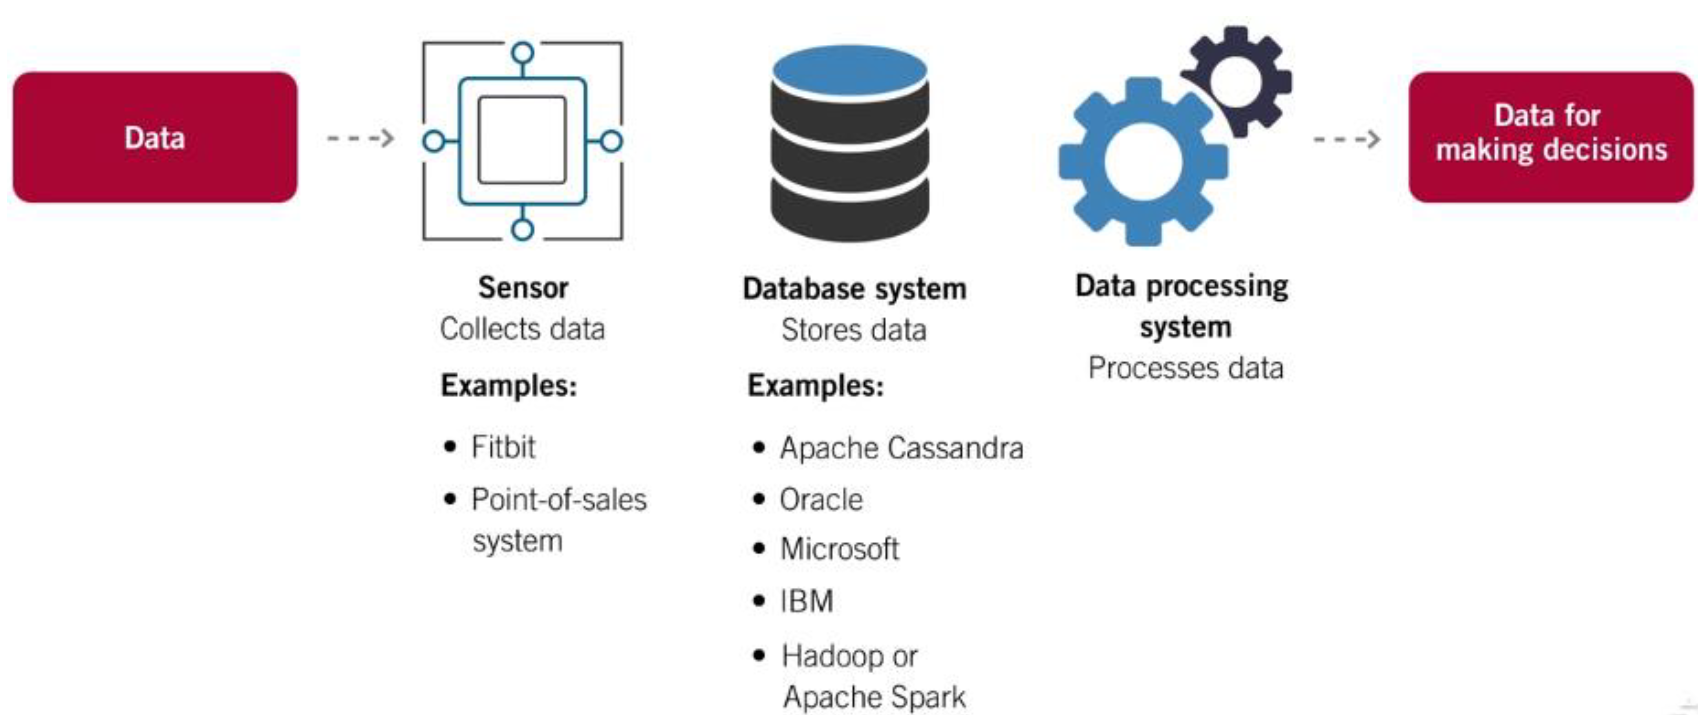 Data
Sensor
Collects data
Examples:
• Fitbit
• Point-of-sales
system
Database system
Stores data
Examples:
• Apache Cassandra
• Oracle
• Microsoft
• IBM
• Hadoop or
Apache Spark
Data processing
system
Processes data
Data for
making decisions